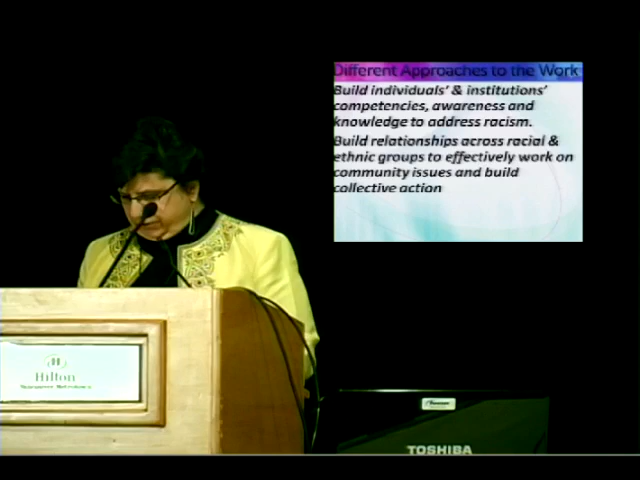 Different Approaches to the Work
Build individuals' & institutions'
competencies, awareness and
knowledge to address racism.
Build relationships across racial &
ethnic groups to effectively work on
community issues and build
collective action
Hilton
TOSHIBA